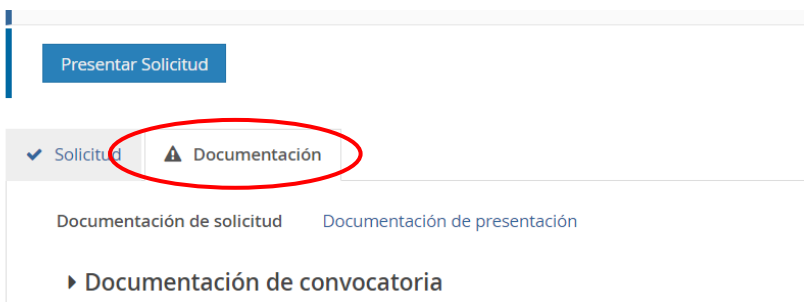 Presentar Solicitud
Solicitud Documentación
Documentación de solicitud Documentación de presentación
Documentación de convocatoria